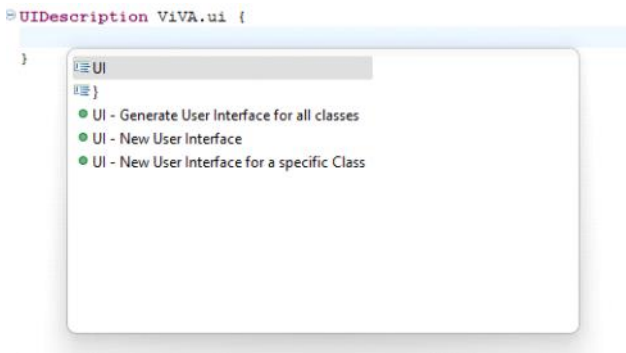 UIDescription ViVA.ui {
}
UI
}
UI - Generate User Interface for all classes
UI - New User Interface
UI - New User Interface for a specific Class